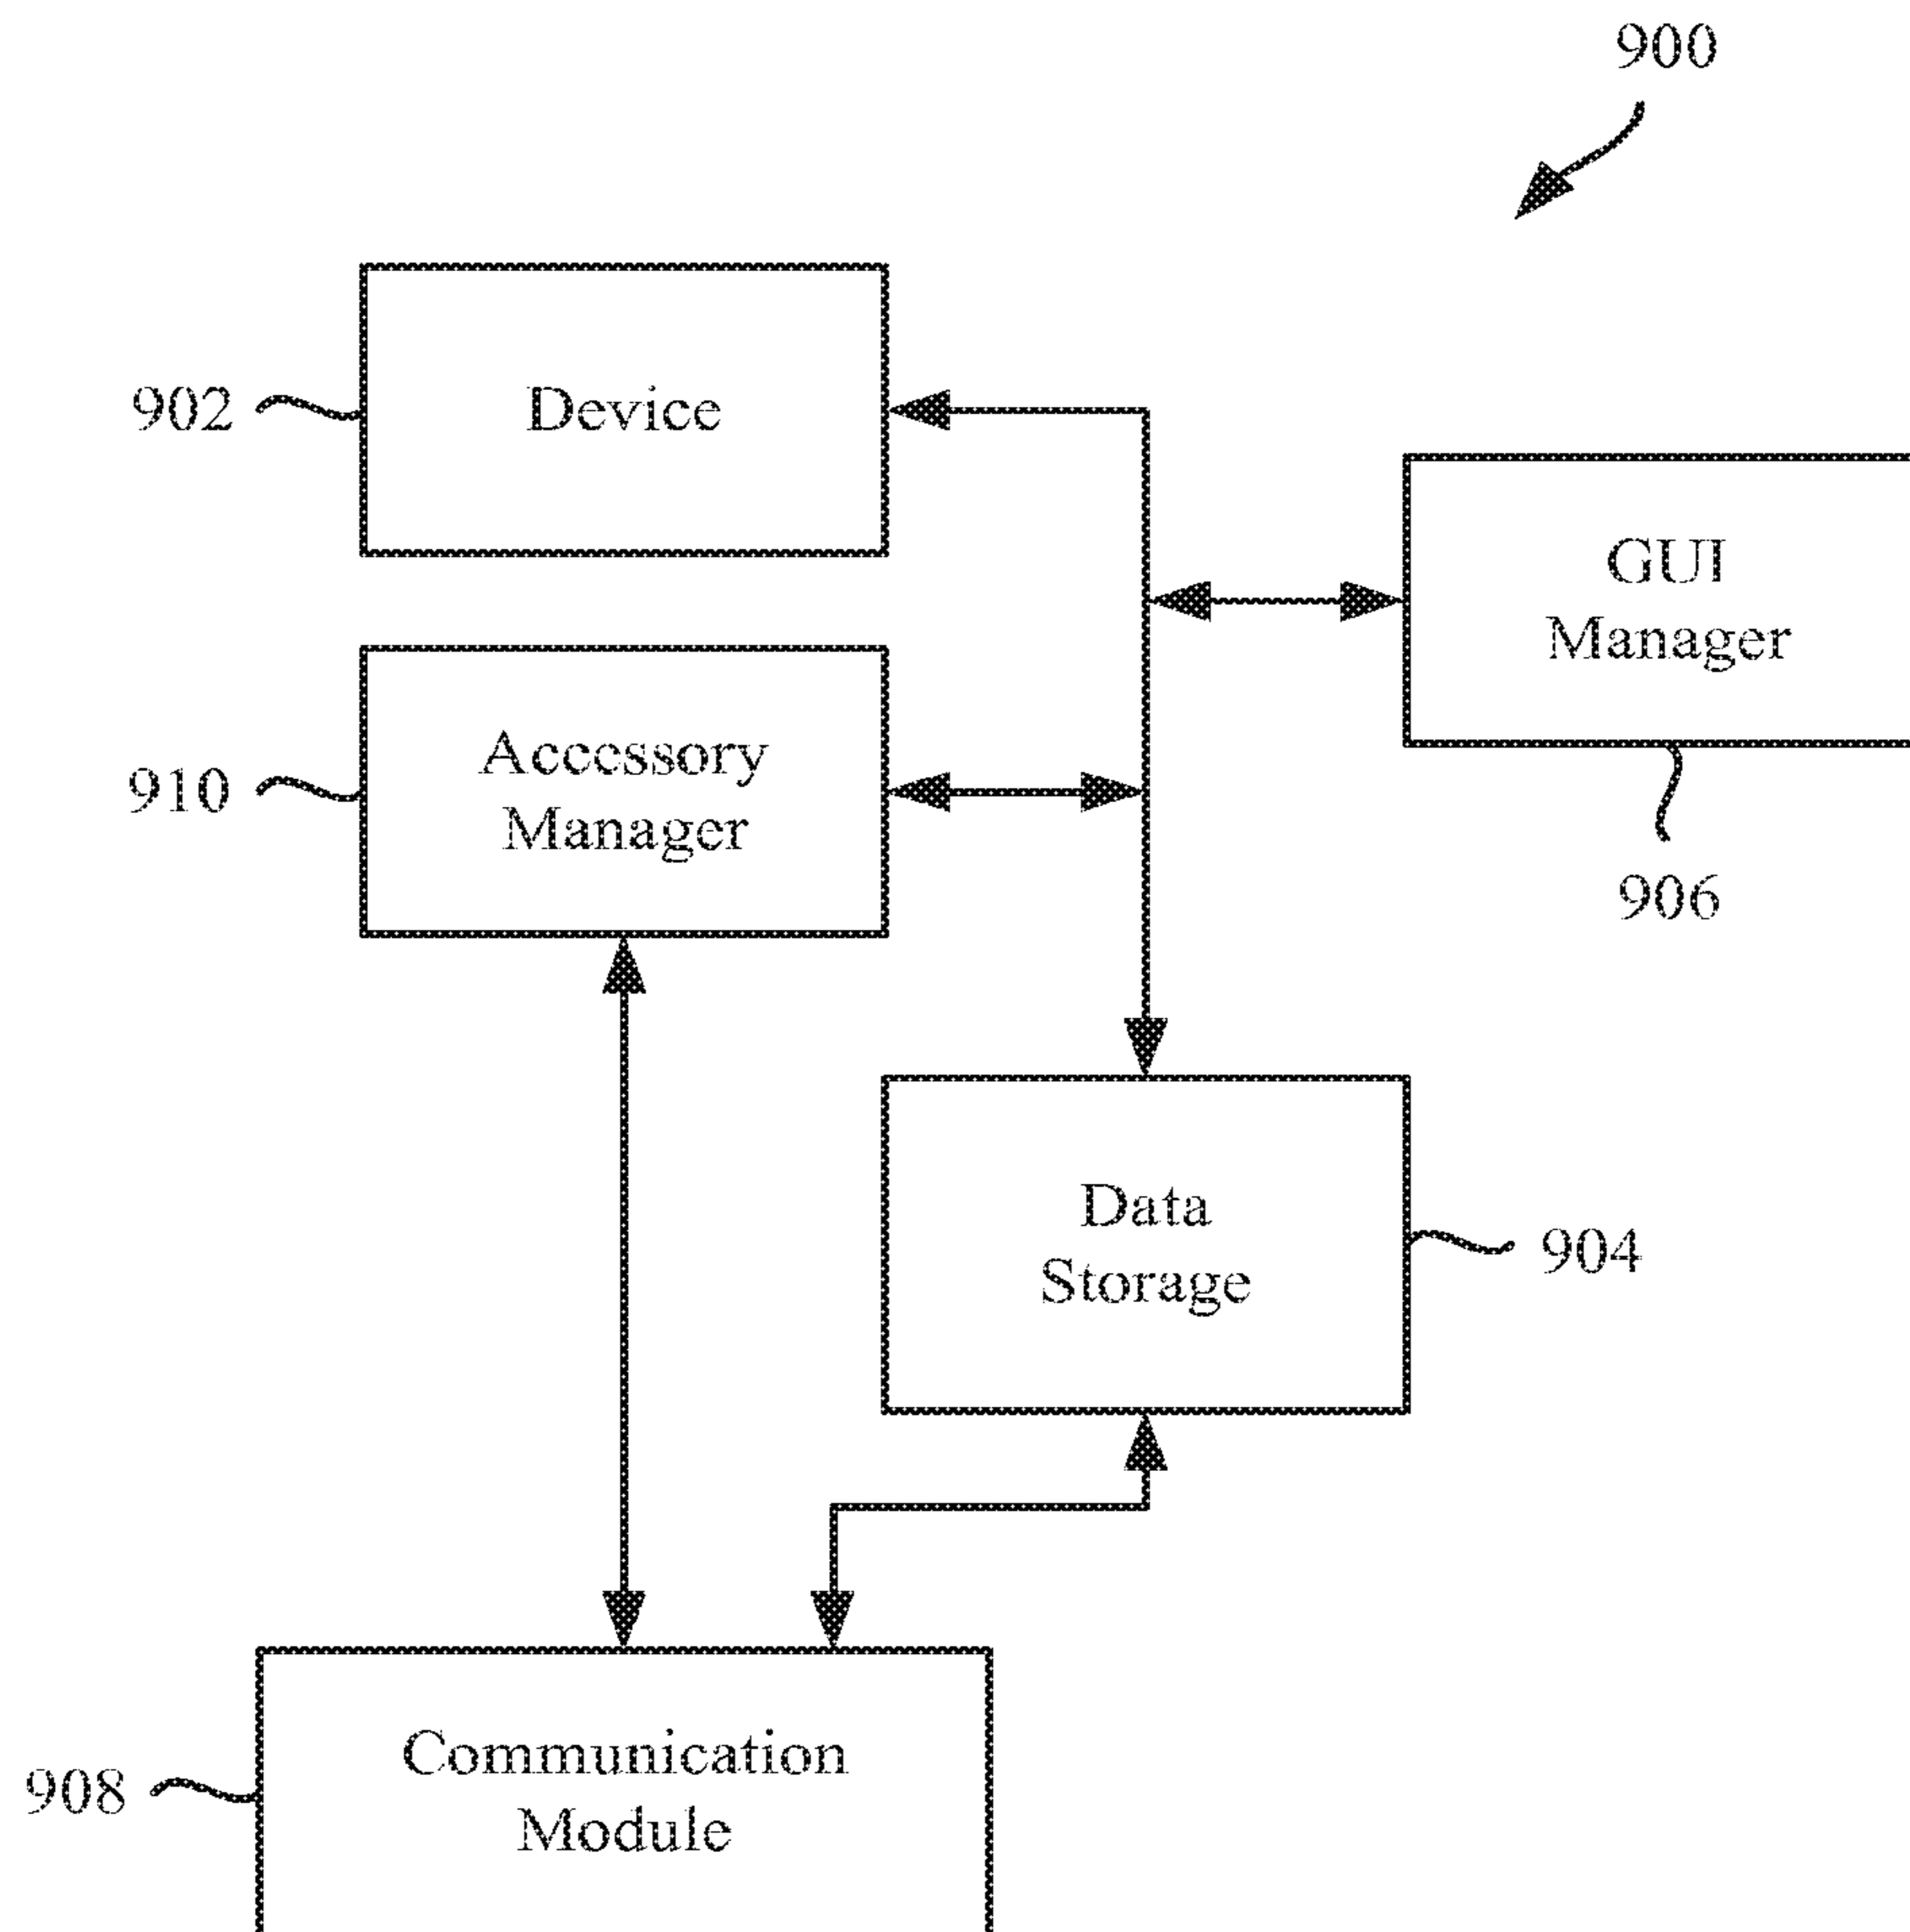 900
902
Device
GUI
Manager
906
910
Accessory
Manager
Data
Storage
904
908
Communication
Module